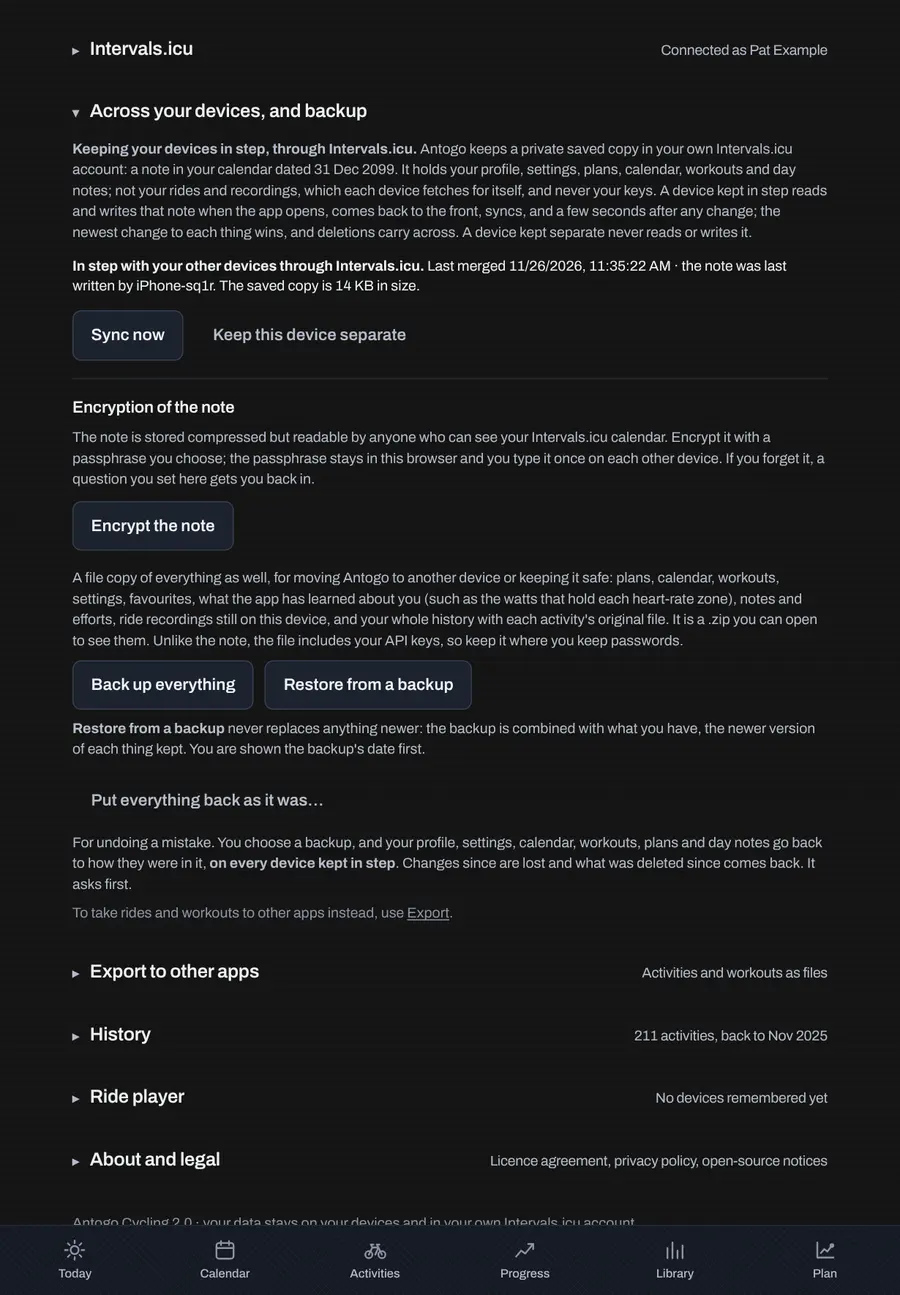 Intervals.icu
Connected as Pat Example
Across your devices, and backup
Keeping your devices in step, through Intervals.icu. Antogo keeps a private saved copy in your own Intervals.icu
account: a note in your calendar dated 31 Dec 2099. It holds your profile, settings, plans, calendar, workouts and day
notes; not your rides and recordings, which each device fetches for itself, and never your keys. A device kept in step reads
and writes that note when the app opens, comes back to the front, syncs, and a few seconds after any change; the
newest change to each thing wins, and deletions carry across. A device kept separate never reads or writes it.
In step with your other devices through Intervals.icu. Last merged 11/26/2026, 11:35:22 AM · the note was last
written by iPhone-sq1r. The saved copy is 14 KB in size.
Sync now
Keep this device separate
Encryption of the note
The note is stored compressed but readable by anyone who can see your Intervals.icu calendar. Encrypt it with a
passphrase you choose; the passphrase stays in this browser and you type it once on each other device. If you forget it, a
question you set here gets you back in.
Encrypt the note
A file copy of everything as well, for moving Antogo to another device or keeping it safe: plans, calendar, workouts,
settings, favourites, what the app has learned about you (such as the watts that hold each heart-rate zone), notes and
efforts, ride recordings still on this device, and your whole history with each activity's original file. It is a .zip you can open
to see them. Unlike the note, the file includes your API keys, so keep it where you keep passwords.
Back up everything
Restore from a backup
Restore from a backup never replaces anything newer: the backup is combined with what you have, the newer version
of each thing kept. You are shown the backup's date first.
Put everything back as it was...
For undoing a mistake. You choose a backup, and your profile, settings, calendar, workouts, plans and day notes go back
to how they were in it, on every device kept in step. Changes since are lost and what was deleted since comes back. It
asks first.
To take rides and workouts to other apps instead, use Export.
Export to other apps
Activities and workouts as files
History
211 activities, back to Nov 2025
Ride player
No devices remembered yet
About and legal
Licence agreement, privacy policy, open-source notices
Antogo Cycling 2.0 · your data stays on your devices and in your own Intervals.icu account
Today
Calendar
Activities
Progress
Library
Plan